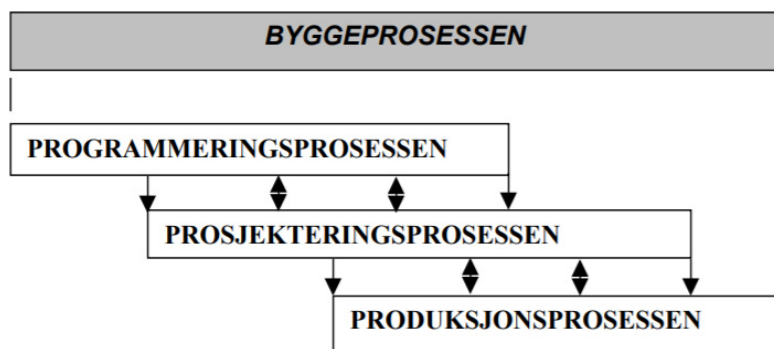 BYGGEPROSESSEN
PROGRAMMERINGSPROSESSEN
PROSJEKTERINGSPROSESSEN
PRODUKSJONSPROSESSEN